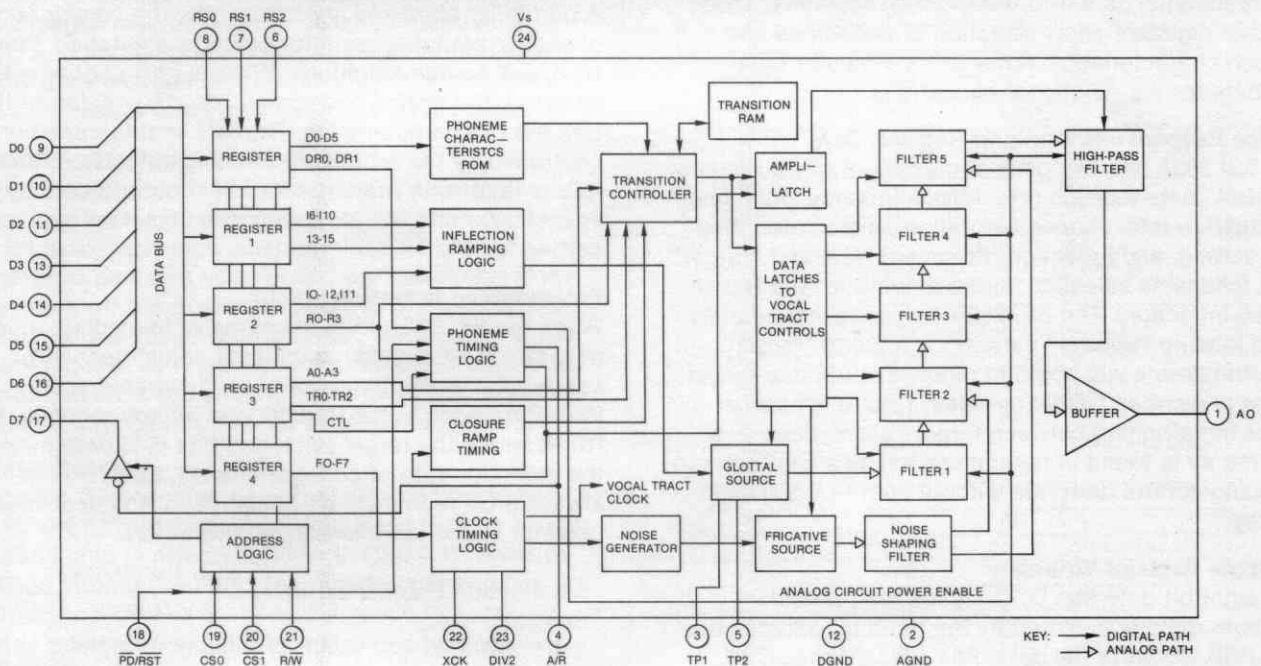 RS0 RS1 RS2 Vs
8 7 6 24
D0 9
D1 10
D2 11
D3 13
D4 14
D5 15
D6 16
D7 17
DATA BUS
REGISTER
0
REGISTER
1
REGISTER
2
REGISTER
3
REGISTER
4
ADDRESS
LOGIC
D0-D5
DR0, DR1
I6-I10
13-15
IO- I2,I11
RO-R3
A0-A3
TR0-TR2
CTL
FO-F7
PHONEME
CHARAC-
TERISTCS
ROM
INFLECTION
RAMPING
LOGIC
PHONEME
TIMING
LOGIC
CLOSURE
RAMP
TIMING
CLOCK
TIMING
LOGIC
TRANSITION
CONTROLLER
TRANSITION
RAM
AMPLI-
LATCH
DATA
LATCHES
TO
VOCAL
TRACT
CONTROLS
GLOTTAL
SOURCE
VOCAL TRACT
CLOCK
NOISE
GENERATOR
FRICATIVE
SOURCE
FILTER 5
FILTER 4
FILTER 3
FILTER 2
FILTER 1
NOISE
SHAPING
FILTER
HIGH-PASS
FILTER
BUFFER
1 AO
ANALOG CIRCUIT POWER ENABLE
18 19 20 21 22 23 4 3 5 12 2
PD/RST CS0 CS1 R/W XCK DIV2 A/R TP1 TP2 DGND AGND
KEY: DIGITAL PATH
ANALOG PATH